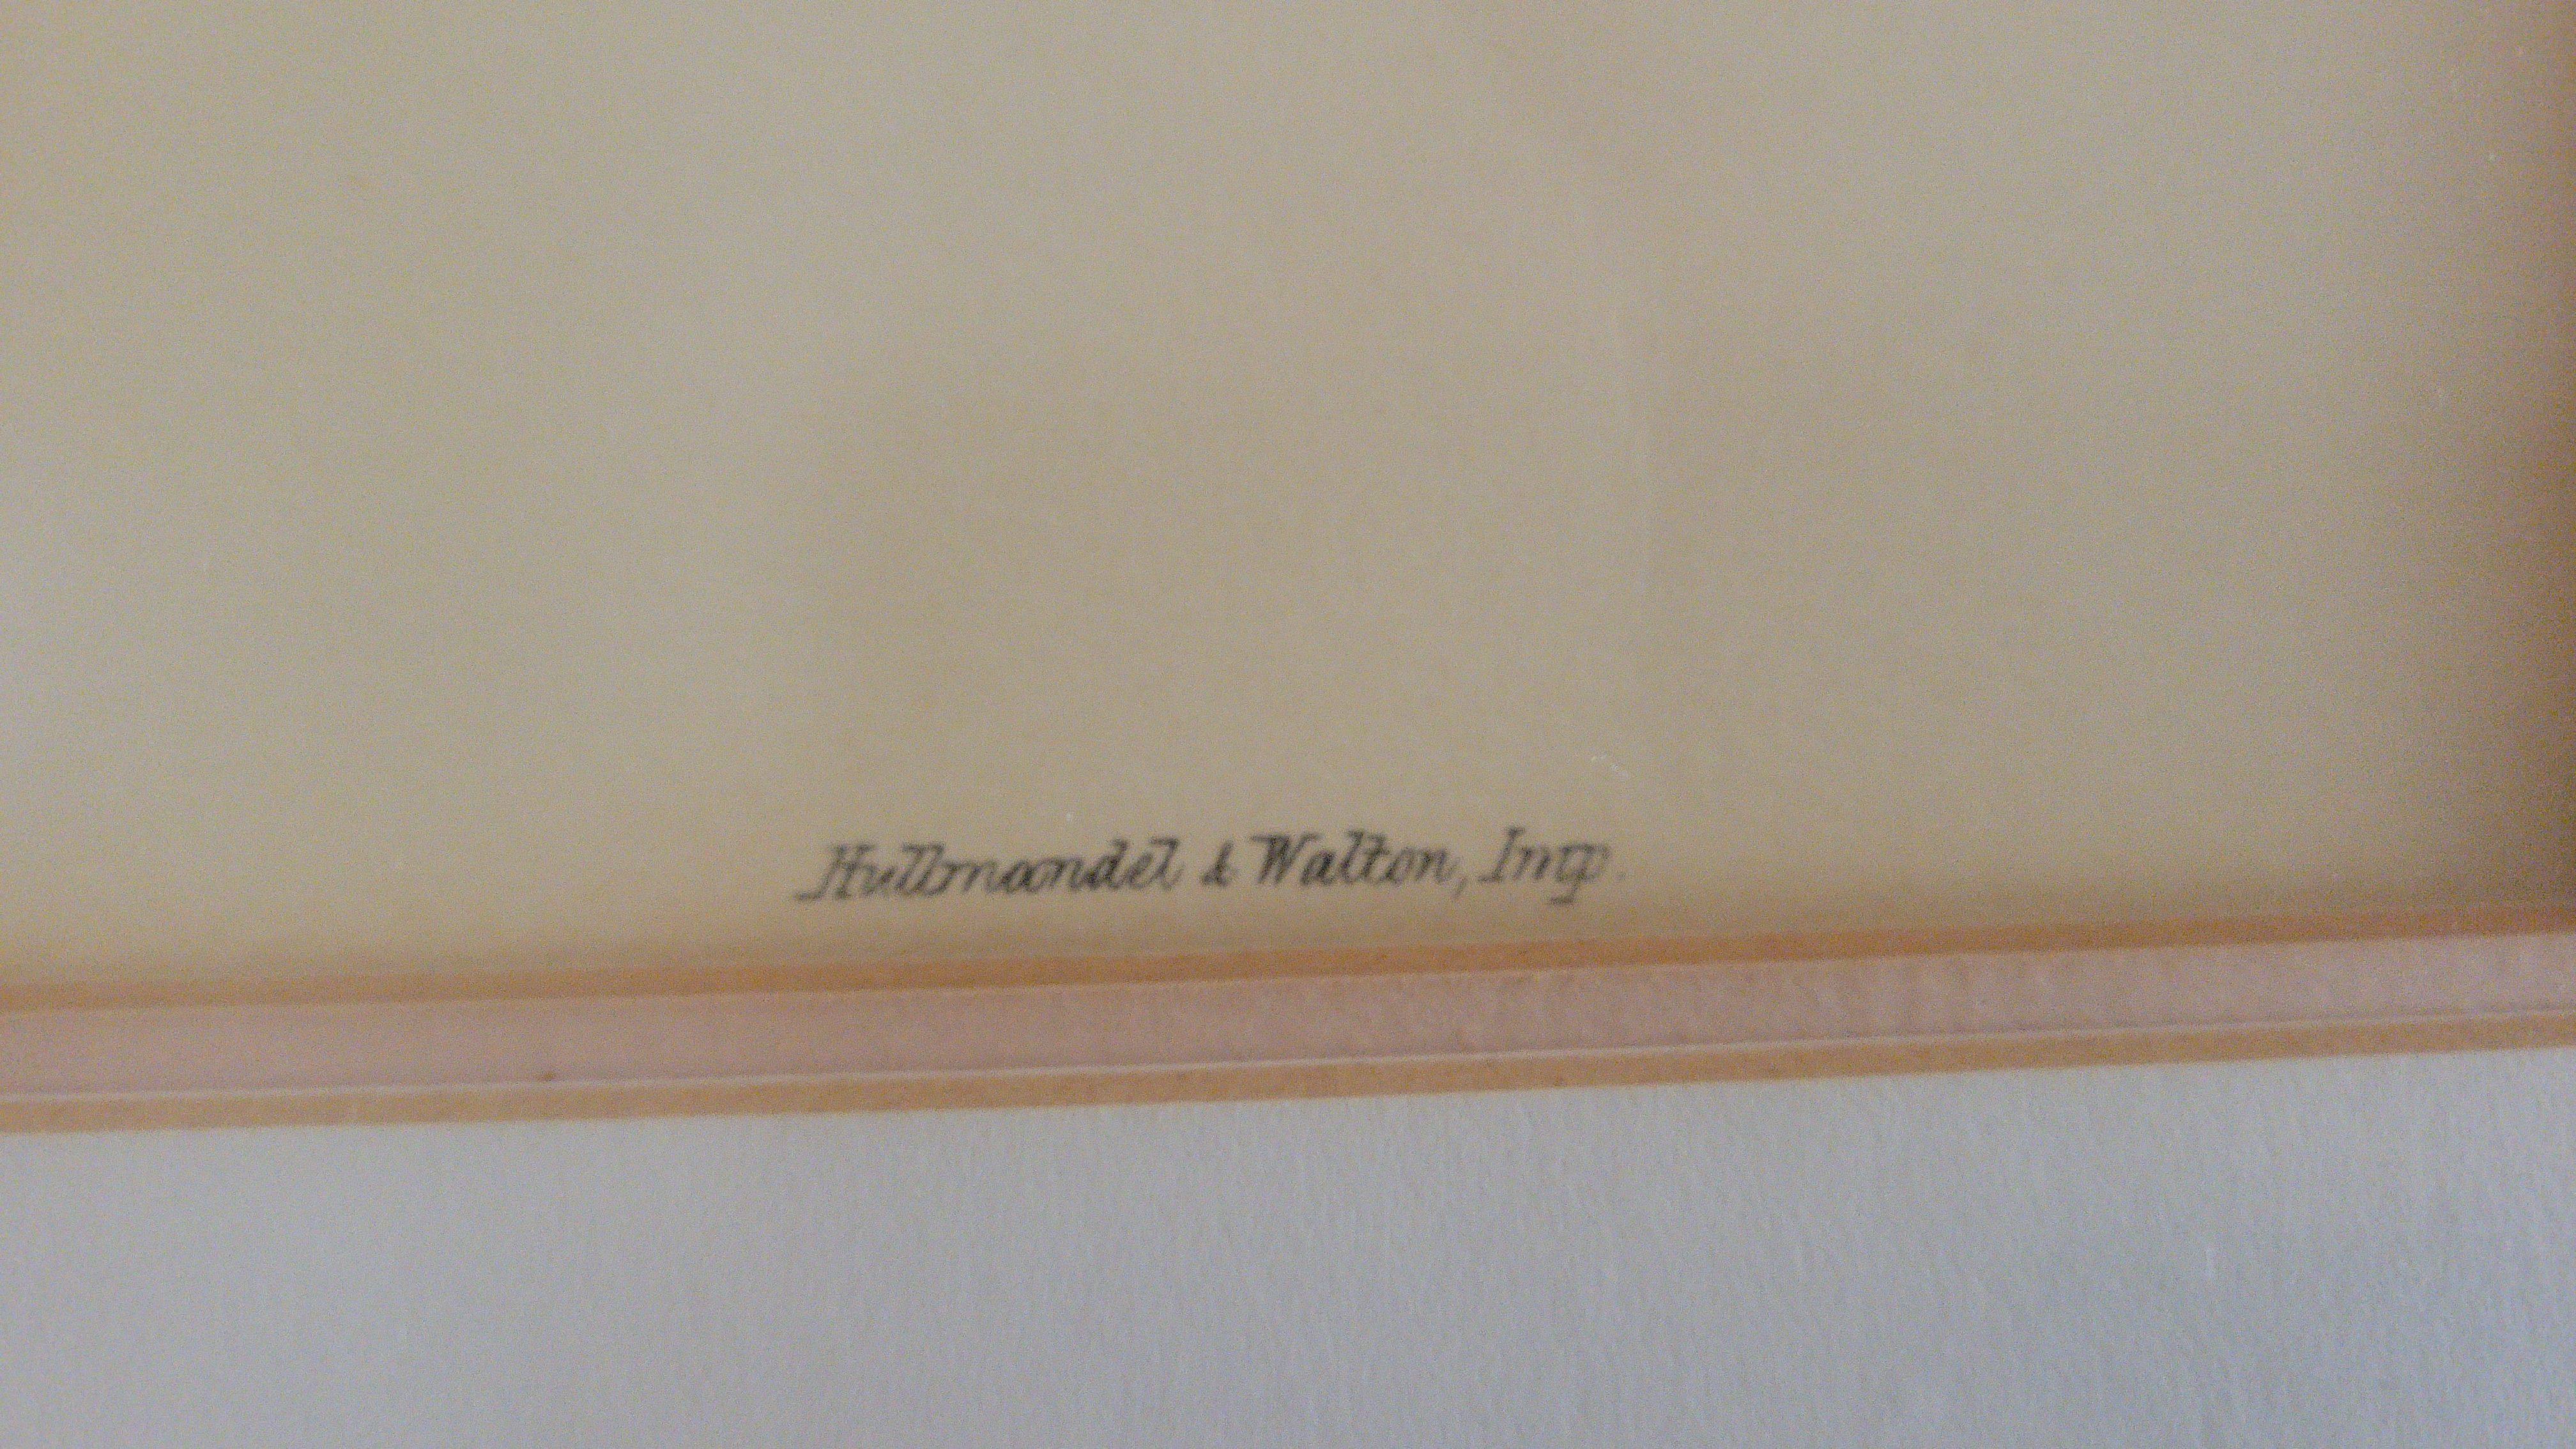 Hullmandel & Walton, Imp.